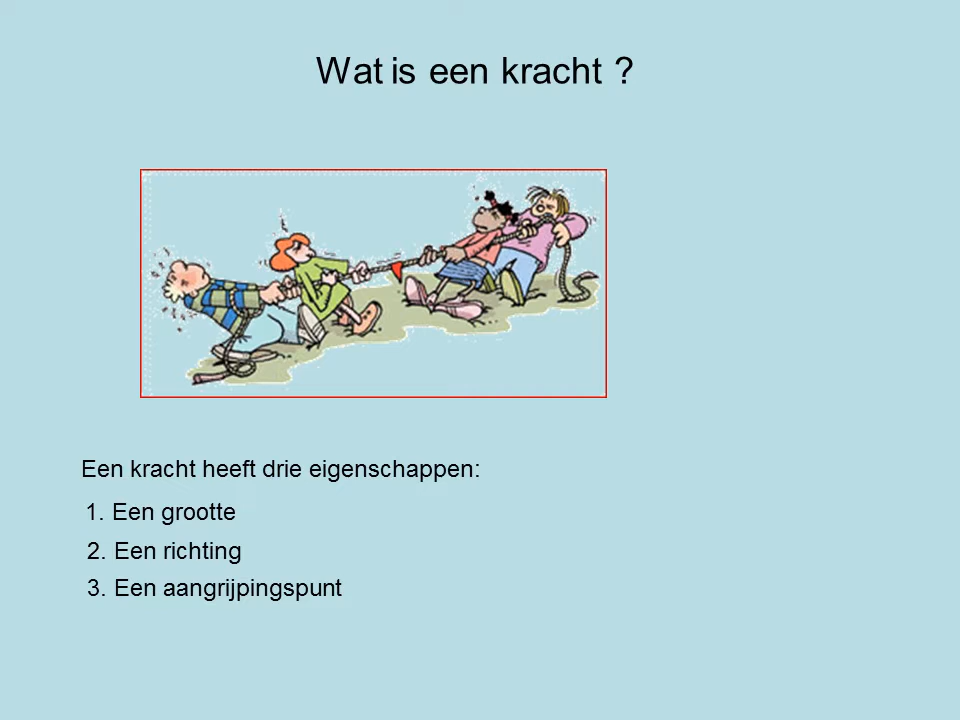 Wat is een kracht ?
Een kracht heeft drie eigenschappen:
1. Een grootte
2. Een richting
3. Een aangrijpingspunt